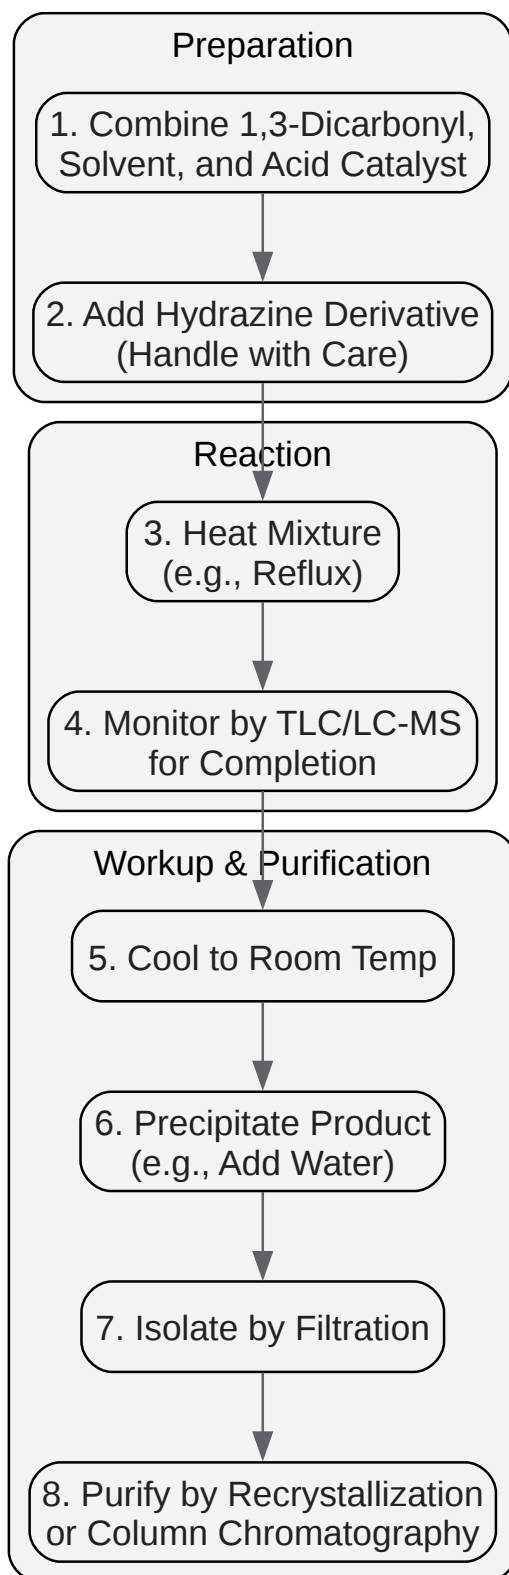 Preparation
1. Combine 1,3-Dicarbonyl,
Solvent, and Acid Catalyst
2. Add Hydrazine Derivative
(Handle with Care)
Reaction
3. Heat Mixture
(e.g., Reflux)
4. Monitor by TLC/LC-MS
for Completion
Workup & Purification
5. Cool to Room Temp
6. Precipitate Product
(e.g., Add Water)
7. Isolate by Filtration
8. Purify by Recrystallization
or Column Chromatography